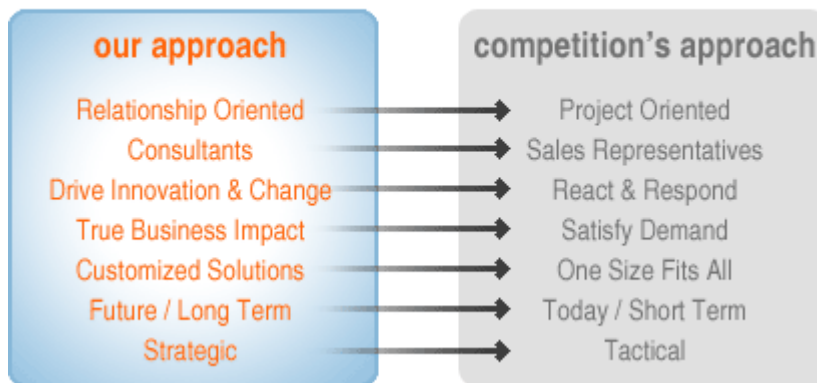 our approach
competition's approach
Relationship Oriented
Project Oriented
Consultants
Sales Representatives
Drive Innovation & Change
React & Respond
True Business Impact
Satisfy Demand
Customized Solutions
One Size Fits All
Future / Long Term
Today / Short Term
Strategic
Tactical